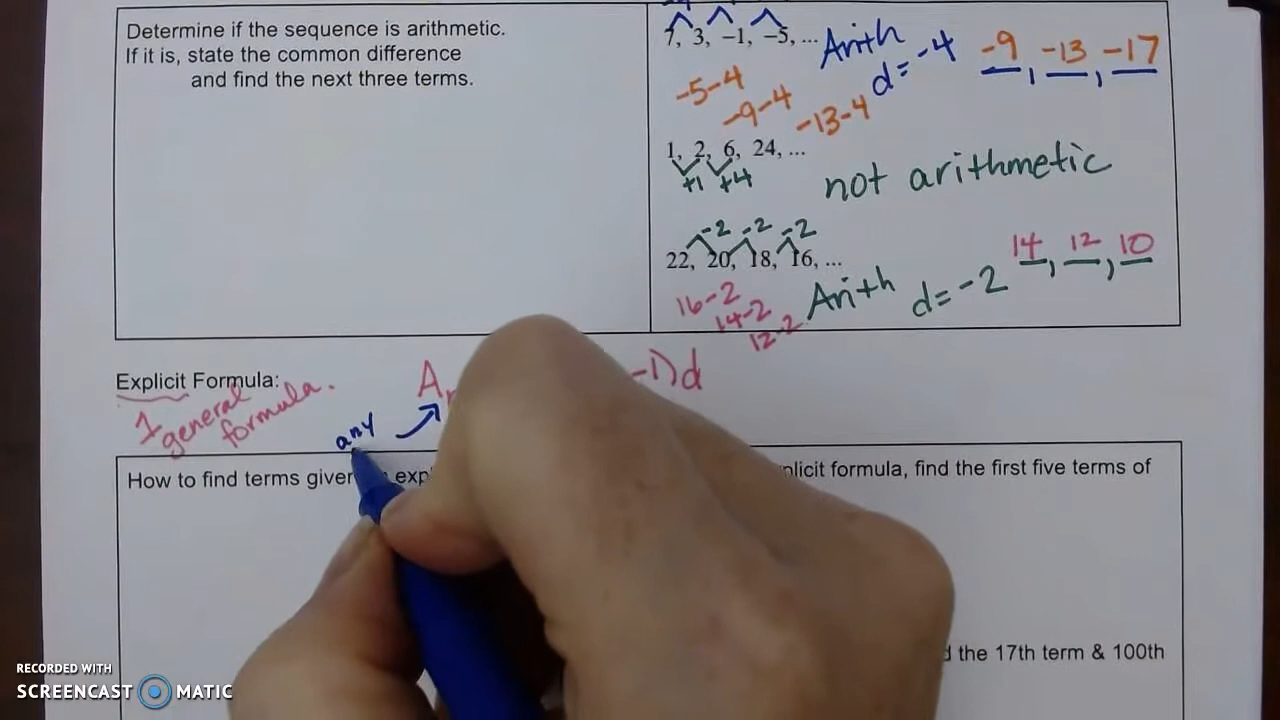 Determine if the sequence is arithmetic.
If it is, state the common difference
and find the next three terms.
7, 3, −1, −5, ... Arith d = -4 -9, -13, -17
-5-4
-9-4
-13-4
1, 2, 6, 24, ... not arithmetic
+1 +4
-2 -2 -2
22, 20, 18, 16, ... Arith d = -2 14, 12, 10
16-2
14-2
12-2
Explicit Formula: A -1)d
1 general
formula.
any
How to find terms given explicit formula, find the first five terms of
d the 17th term & 100th
RECORDED WITH
SCREENCAST MATIC